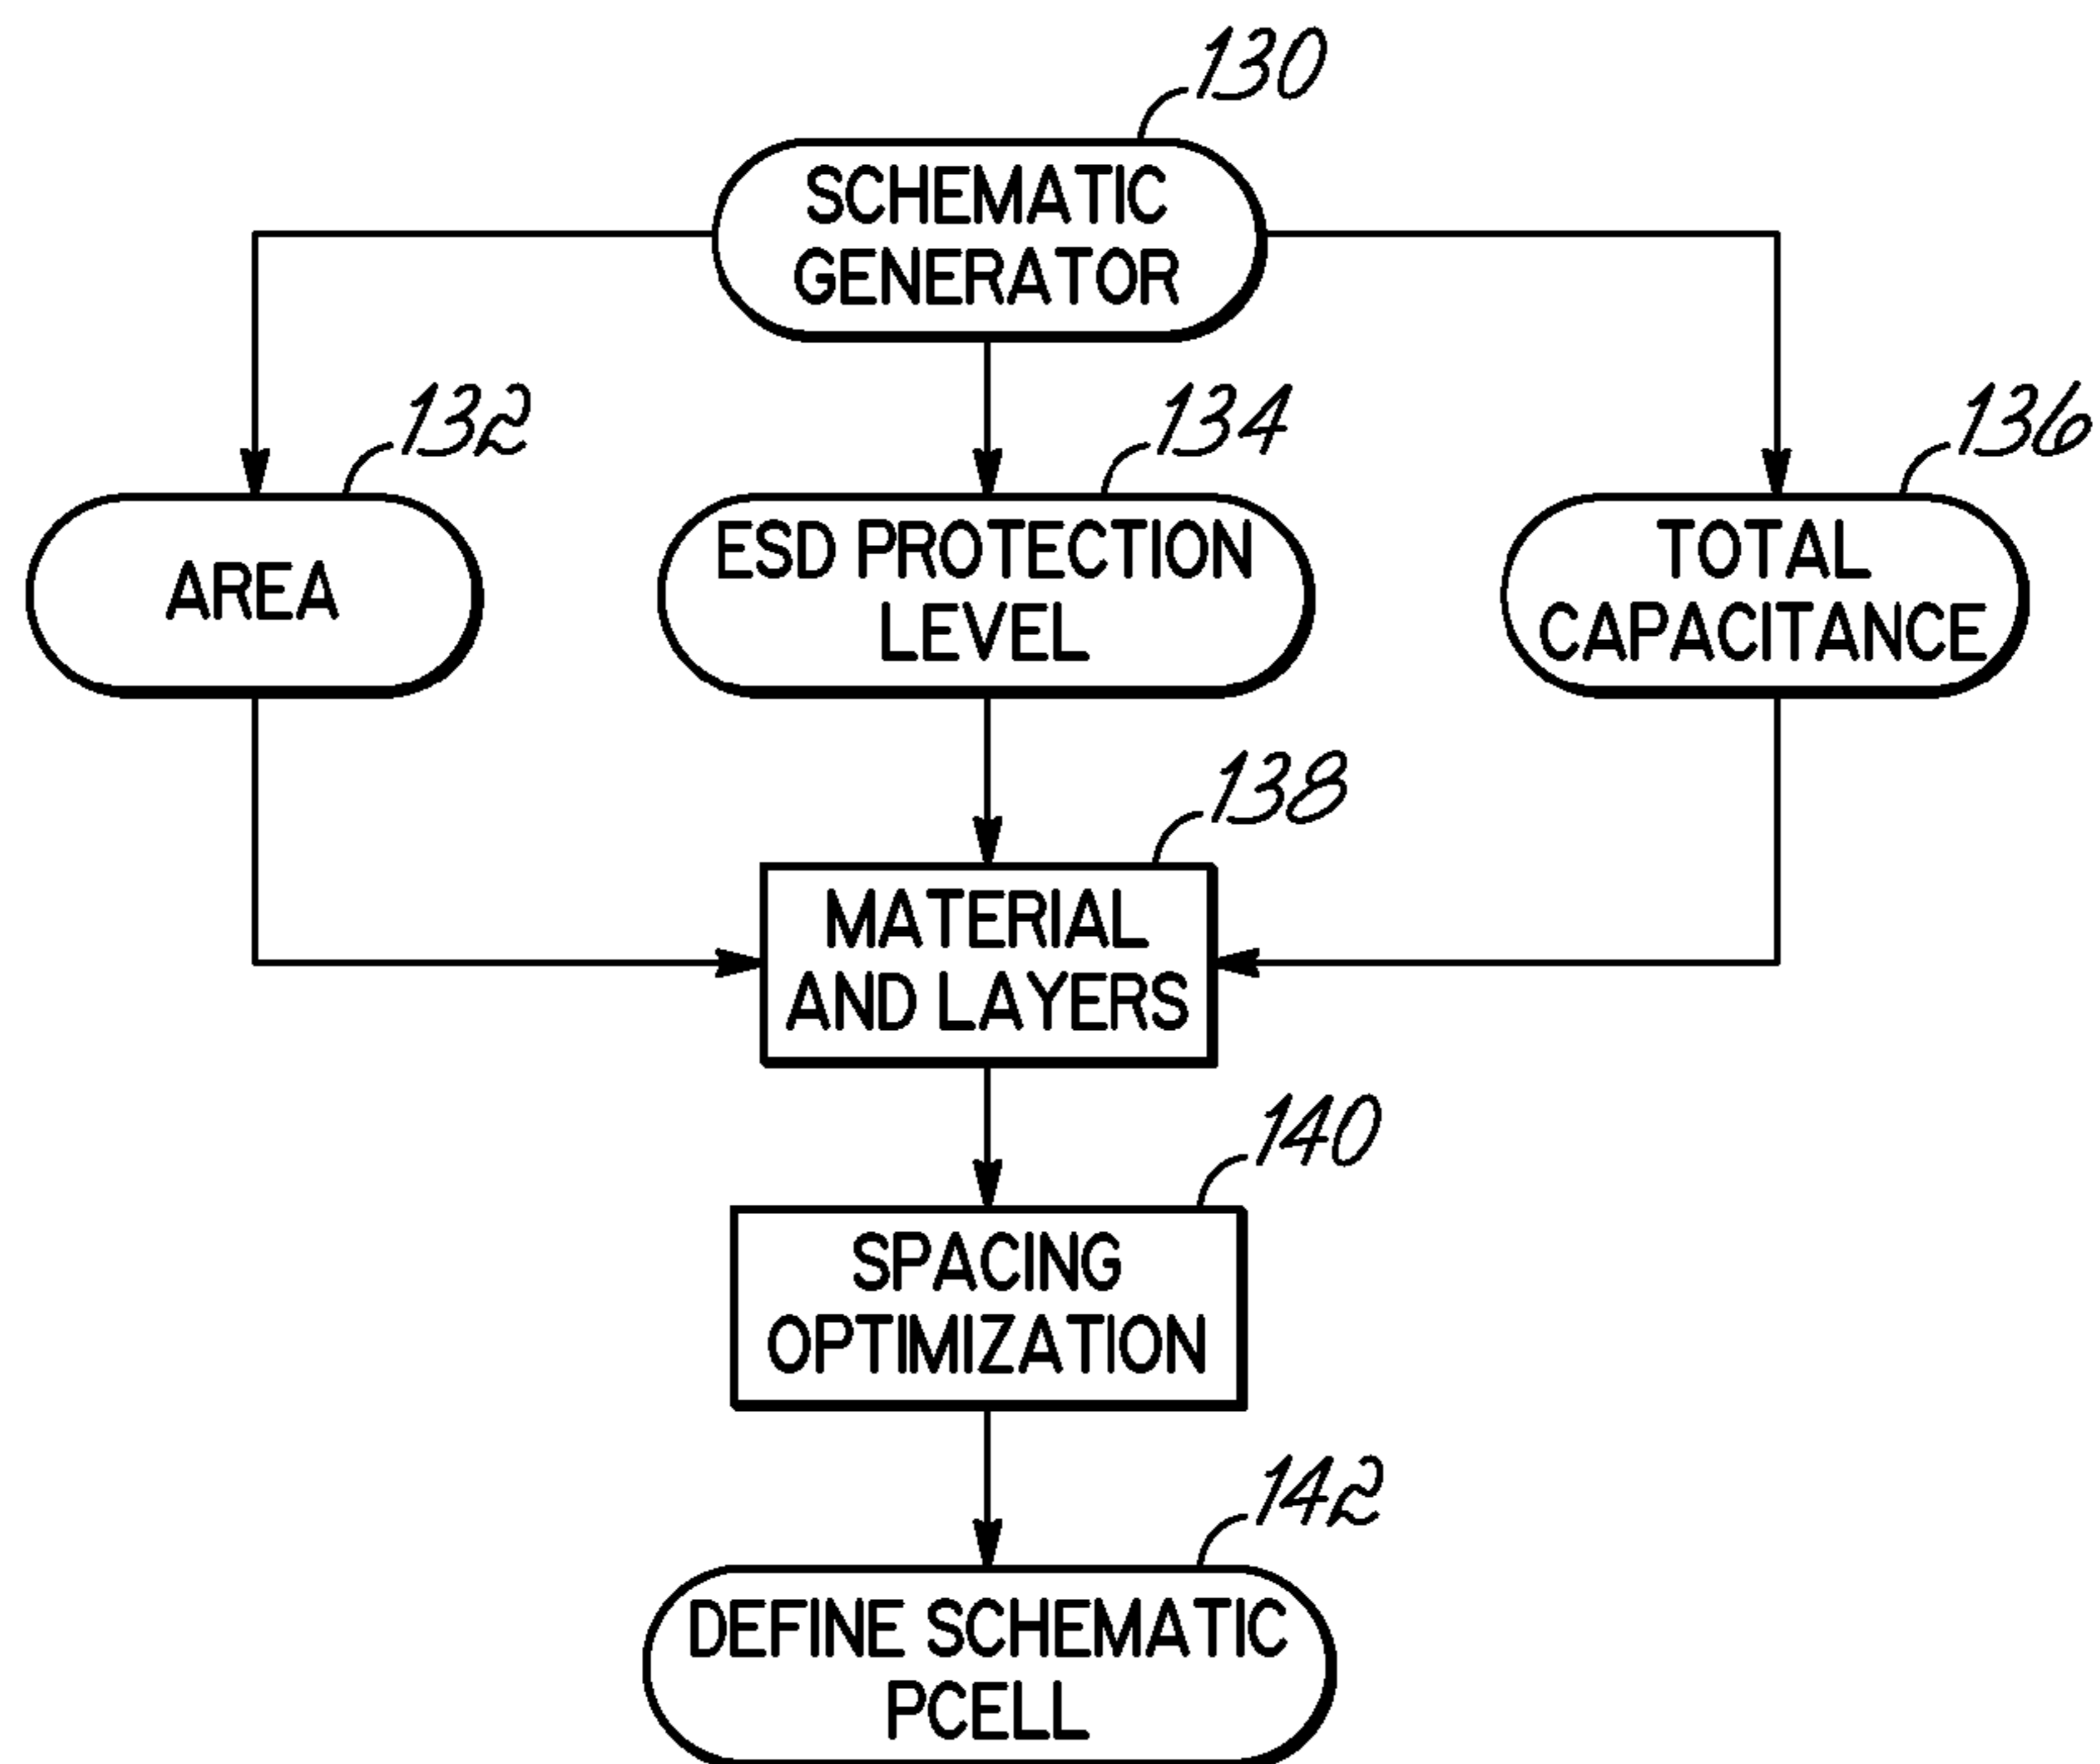 130
SCHEMATIC
GENERATOR
132
134
136
AREA
ESD PROTECTION
LEVEL
TOTAL
CAPACITANCE
138
MATERIAL
AND LAYERS
140
SPACING
OPTIMIZATION
142
DEFINE SCHEMATIC
PCELL